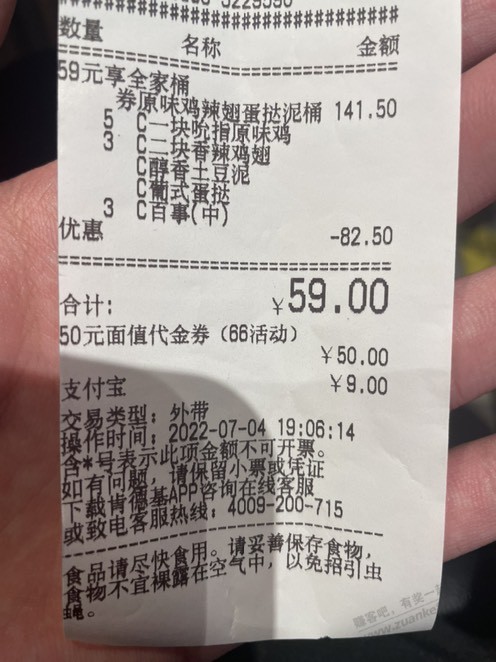 #################################
数量 名称 金额
=================================
59元享全家桶
券原味鸡辣翅蛋挞泥桶 141.50
5 C一块吮指原味鸡
3 C二块香辣鸡翅
C醇香土豆泥
C葡式蛋挞
3 C百事(中)
优惠 -82.50
=================================
合计: ¥59.00
50元面值代金券（66活动）
¥50.00
支付宝 ¥9.00
交易类型: 外带
操作时间: 2022-07-04 19:06:14
含*号表示此项金额不可开票。
如有问题, 请保留小票或凭证
下载肯德基APP咨询在线客服
或致电客服热线: 4009-200-715
---------------------------------
食品请尽快食用。请妥善保存食物,
食物不宜裸露在空气中, 以免招引虫
蝇。
赚客吧，有奖一
www.zuanke